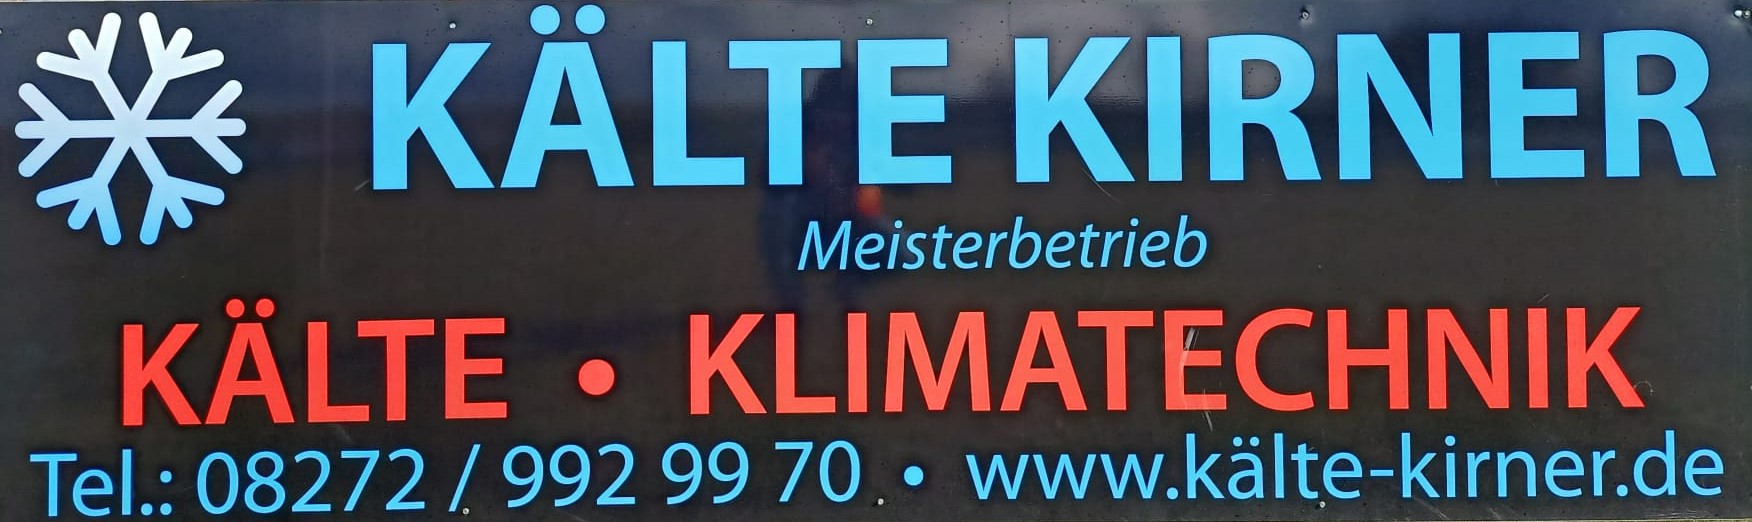 KÄLTE KIRNER
Meisterbetrieb
KÄLTE • KLIMATECHNIK
Tel.: 08272 / 992 99 70 • www.kälte-kirner.de